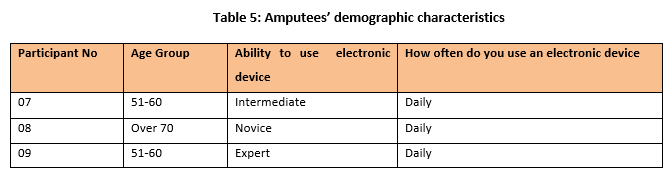 Table 5: Amputees' demographic characteristics
Participant No Age Group Ability to use electronic device How often do you use an electronic device
07 51-60 Intermediate Daily
08 Over 70 Novice Daily
09 51-60 Expert Daily